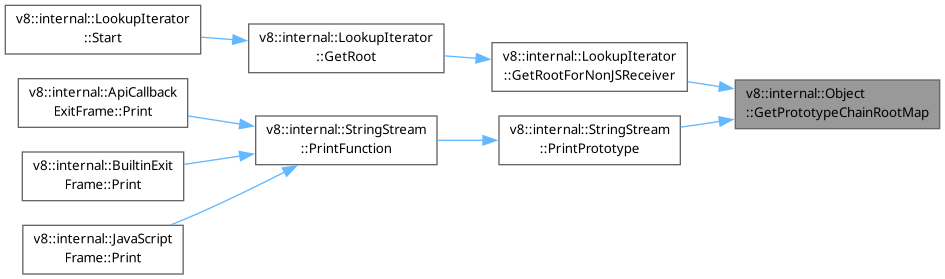 v8::internal::LookupIterator
::Start
v8::internal::LookupIterator
::GetRoot
v8::internal::LookupIterator
::GetRootForNonJSReceiver
v8::internal::Object
::GetPrototypeChainRootMap
v8::internal::ApiCallback
ExitFrame::Print
v8::internal::StringStream
::PrintFunction
v8::internal::StringStream
::PrintPrototype
v8::internal::BuiltinExit
Frame::Print
v8::internal::JavaScript
Frame::Print